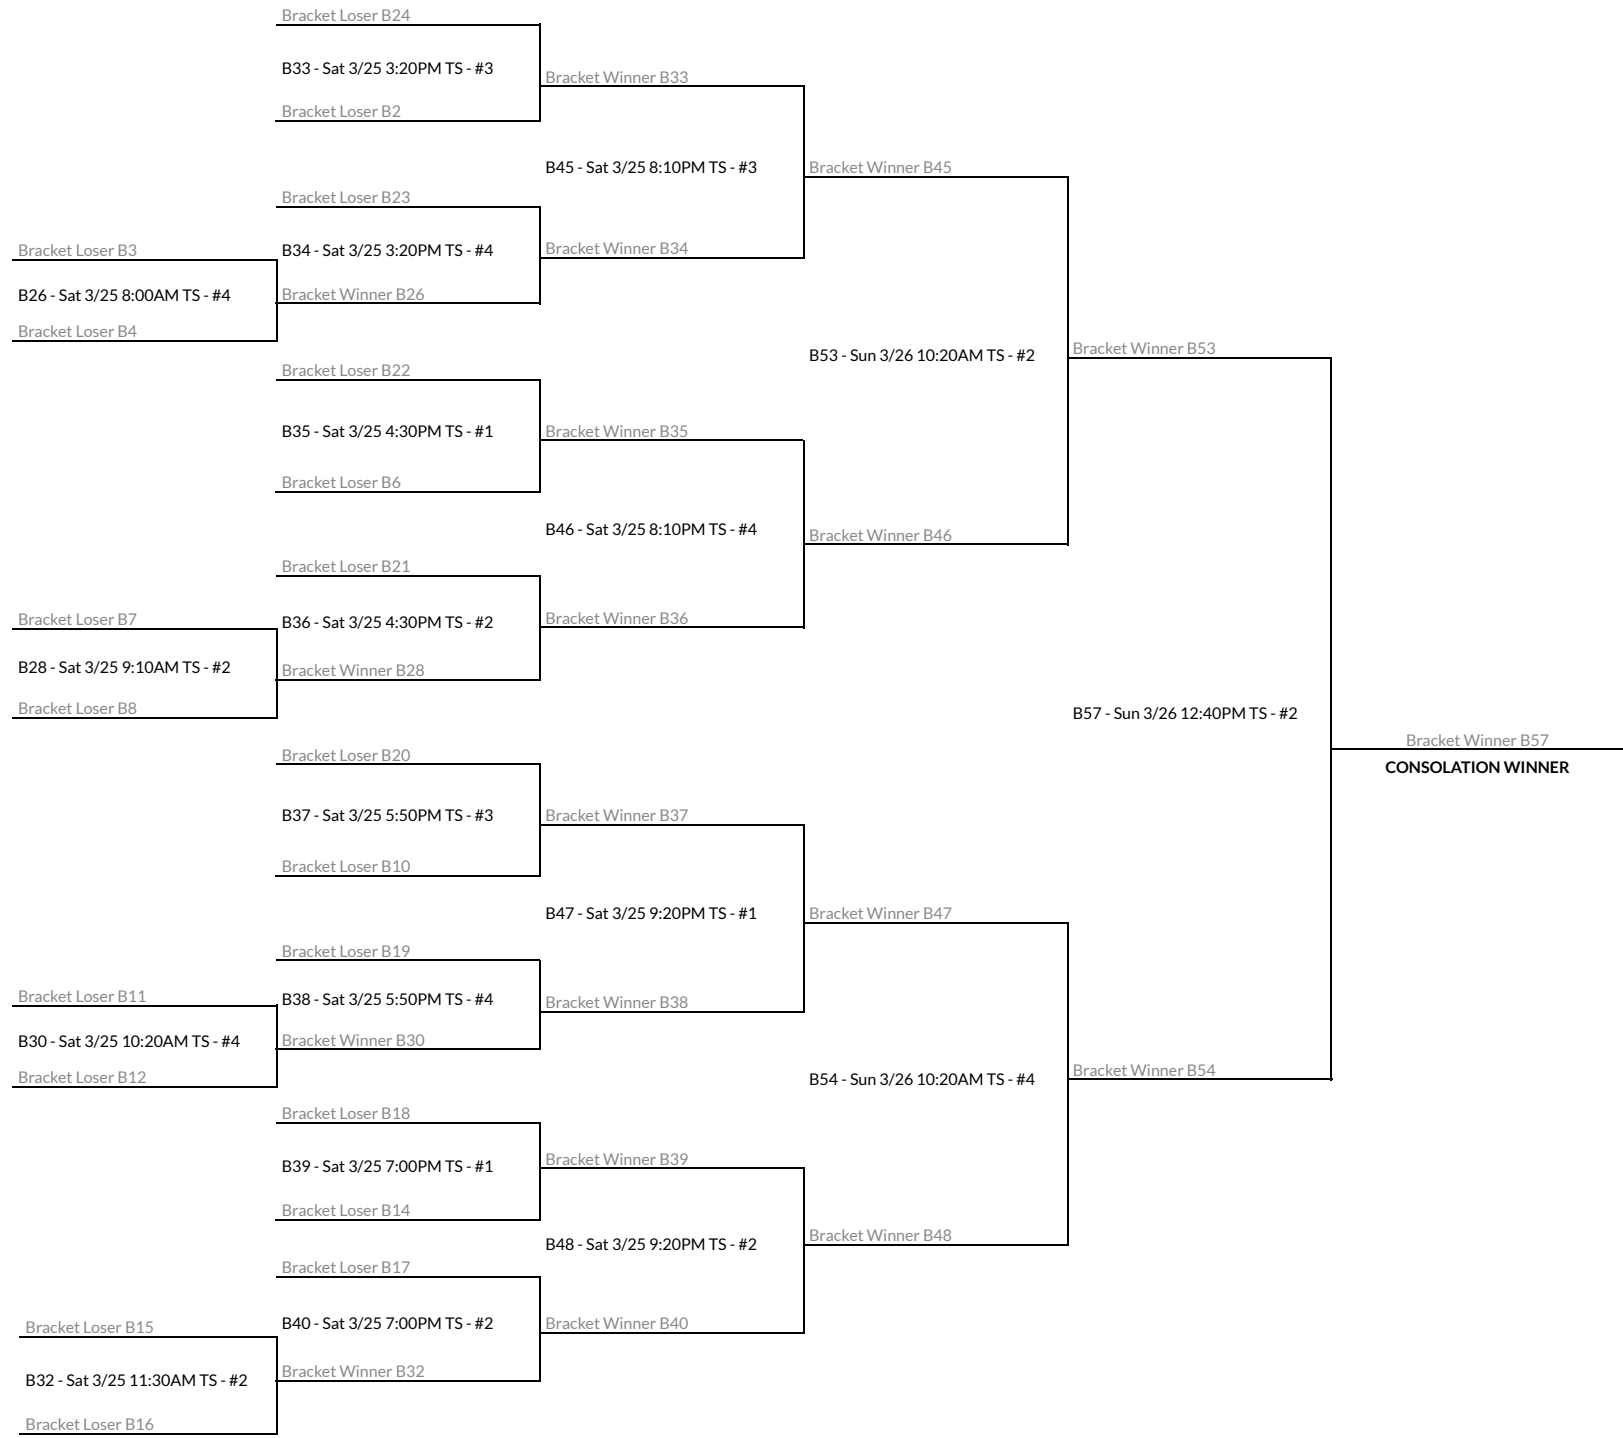 Bracket Loser B24
B33 - Sat 3/25 3:20PM TS - #3
Bracket Winner B33
Bracket Loser B2
B45 - Sat 3/25 8:10PM TS - #3
Bracket Winner B45
Bracket Loser B23
Bracket Loser B3
B34 - Sat 3/25 3:20PM TS - #4
Bracket Winner B34
B26 - Sat 3/25 8:00AM TS - #4
Bracket Winner B26
Bracket Loser B4
B53 - Sun 3/26 10:20AM TS - #2
Bracket Winner B53
Bracket Loser B22
B35 - Sat 3/25 4:30PM TS - #1
Bracket Winner B35
Bracket Loser B6
B46 - Sat 3/25 8:10PM TS - #4
Bracket Winner B46
Bracket Loser B21
Bracket Loser B7
B36 - Sat 3/25 4:30PM TS - #2
Bracket Winner B36
B28 - Sat 3/25 9:10AM TS - #2
Bracket Winner B28
Bracket Loser B8
B57 - Sun 3/26 12:40PM TS - #2
Bracket Winner B57
CONSOLATION WINNER
Bracket Loser B20
B37 - Sat 3/25 5:50PM TS - #3
Bracket Winner B37
Bracket Loser B10
B47 - Sat 3/25 9:20PM TS - #1
Bracket Winner B47
Bracket Loser B19
Bracket Loser B11
B38 - Sat 3/25 5:50PM TS - #4
Bracket Winner B38
B30 - Sat 3/25 10:20AM TS - #4
Bracket Winner B30
Bracket Loser B12
B54 - Sun 3/26 10:20AM TS - #4
Bracket Winner B54
Bracket Loser B18
B39 - Sat 3/25 7:00PM TS - #1
Bracket Winner B39
Bracket Loser B14
B48 - Sat 3/25 9:20PM TS - #2
Bracket Winner B48
Bracket Loser B17
Bracket Loser B15
B40 - Sat 3/25 7:00PM TS - #2
Bracket Winner B40
B32 - Sat 3/25 11:30AM TS - #2
Bracket Winner B32
Bracket Loser B16